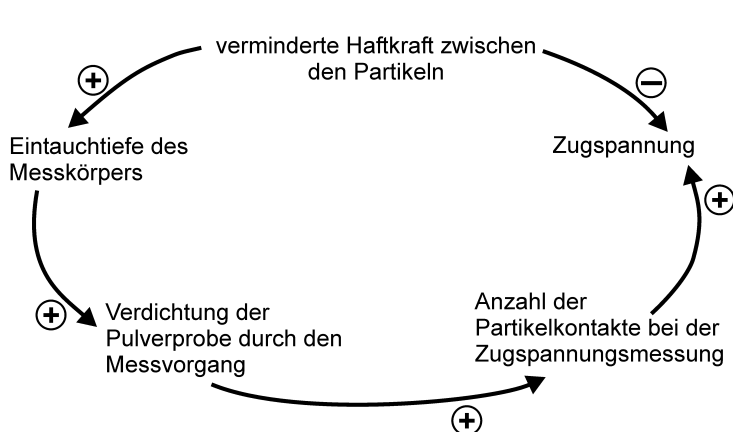 verminderte Haftkraft zwischen
den Partikeln
+
−
Eintauchtiefe des
Messkörpers
Zugspannung
+
+
Verdichtung der
Pulverprobe durch den
Messvorgang
Anzahl der
Partikelkontakte bei der
Zugspannungsmessung
+